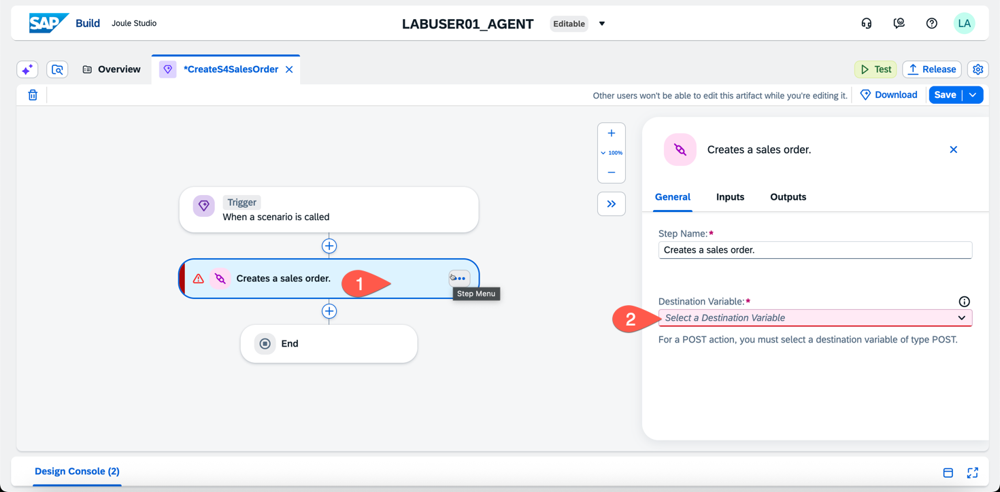 SAP Build Joule Studio
LABUSER01_AGENT Editable
LA
Overview
*CreateS4SalesOrder
Test
Release
Other users won't be able to edit this artifact while you're editing it.
Download
Save
100%
Trigger
When a scenario is called
Creates a sales order.
1
Step Menu
End
Creates a sales order.
General Inputs Outputs
Step Name:*
Creates a sales order.
Destination Variable:*
2
Select a Destination Variable
For a POST action, you must select a destination variable of type POST.
Design Console (2)